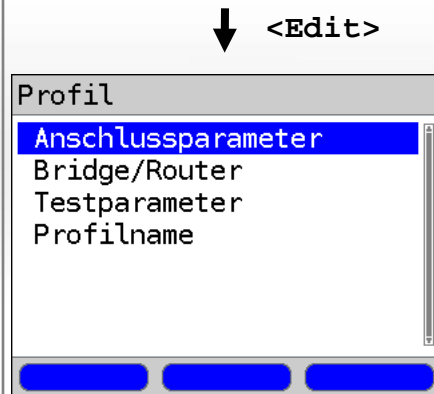 <Edit>
Profil
Anschlussparameter
Bridge/Router
Testparameter
Profilname